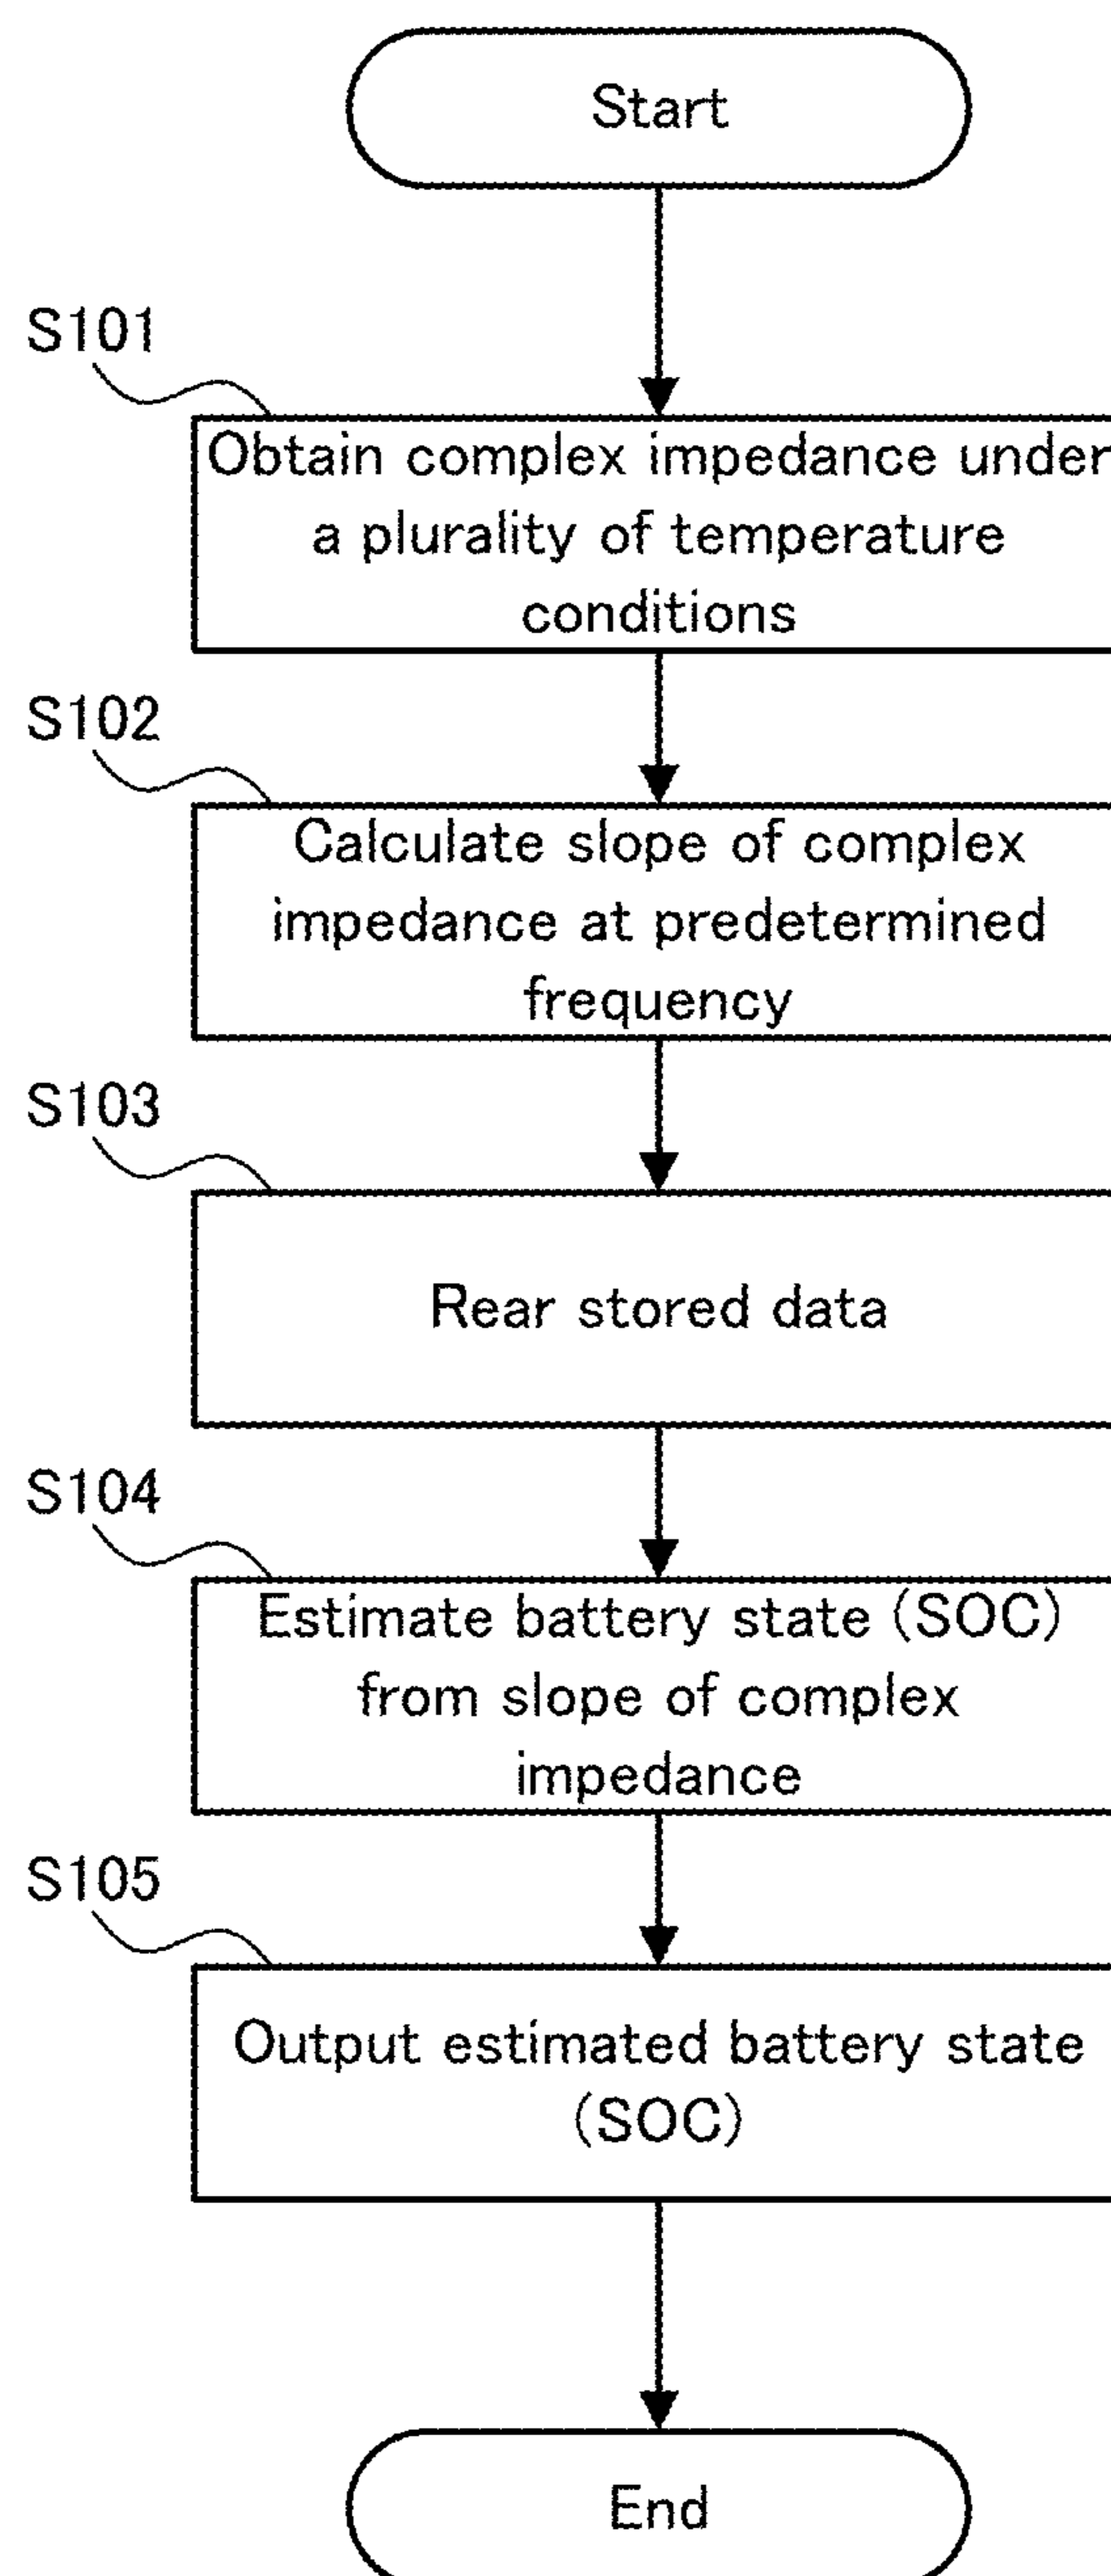 Start
S101
Obtain complex impedance under
a plurality of temperature
conditions
S102
Calculate slope of complex
impedance at predetermined
frequency
S103
Rear stored data
S104
Estimate battery state (SOC)
from slope of complex
impedance
S105
Output estimated battery state
(SOC)
End